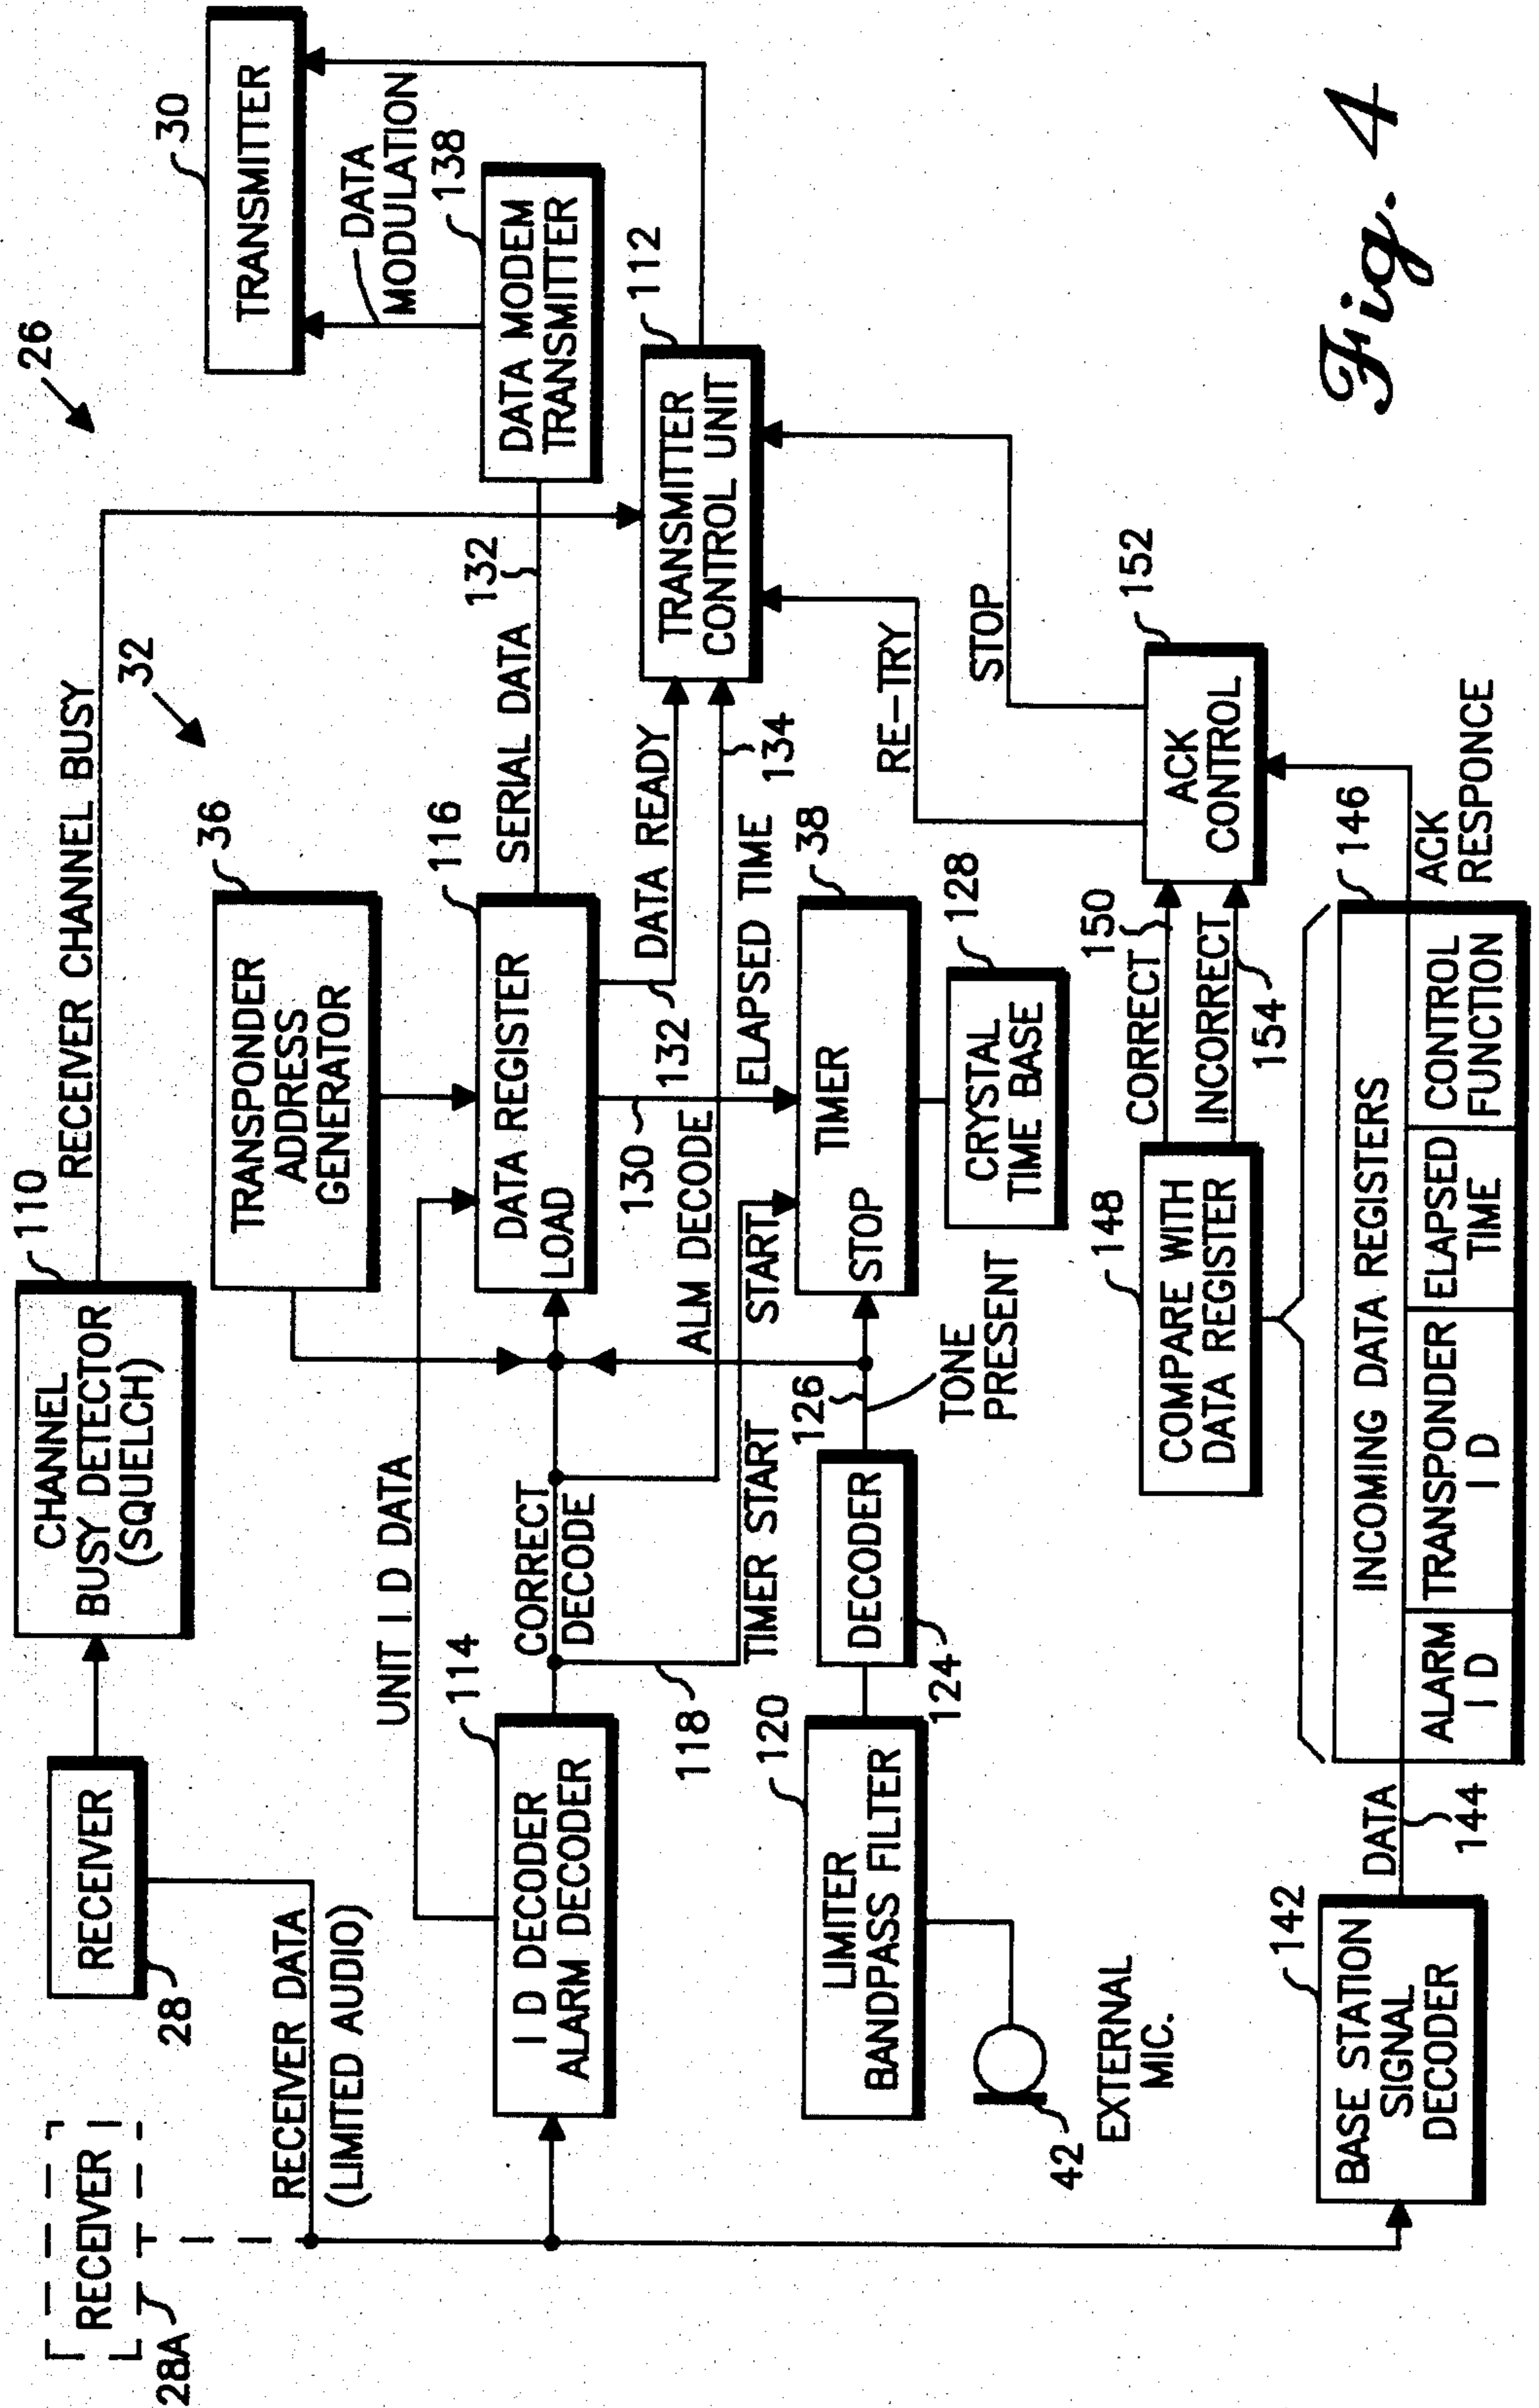 26
30
TRANSMITTER
DATA
MODULATION
138
DATA MODEM
TRANSMITTER
RECEIVER CHANNEL BUSY
32
110
CHANNEL
BUSY DETECTOR
(SQUELCH)
RECEIVER
28
RECEIVER
28A
RECEIVER DATA
(LIMITED AUDIO)
36
TRANSPONDER
ADDRESS
GENERATOR
UNIT I D DATA
114
I D DECODER
ALARM DECODER
CORRECT
DECODE
116
DATA REGISTER
LOAD
SERIAL DATA
132
112
TRANSMITTER
CONTROL UNIT
DATA READY
132
134
130
ELAPSED TIME
ALM DECODE
118
TIMER START
START
38
TIMER
STOP
128
CRYSTAL
TIME BASE
120
LIMITER
BANDPASS FILTER
124
DECODER
126
TONE
PRESENT
42
EXTERNAL
MIC.
RE-TRY
STOP
152
ACK
CONTROL
150
CORRECT
INCORRECT
154
148
COMPARE WITH
DATA REGISTER
146
ACK
RESPONCE
INCOMING DATA REGISTERS
ALARM
I D
TRANSPONDER
I D
ELAPSED
TIME
CONTROL
FUNCTION
DATA
144
142
BASE STATION
SIGNAL
DECODER
Fig. 4